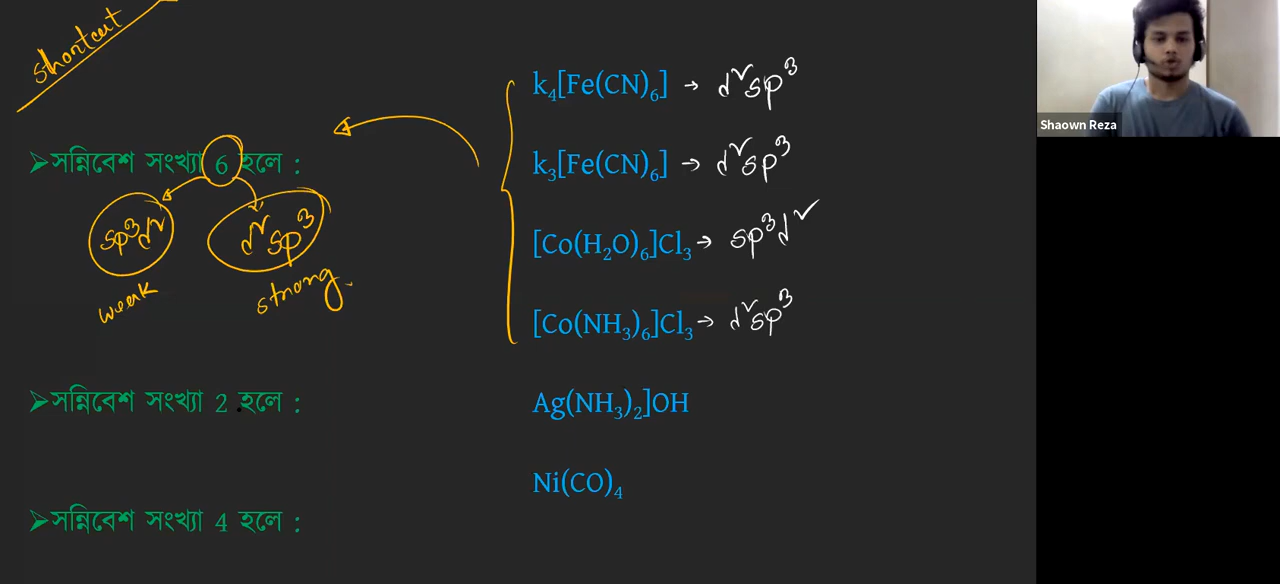 shortcut
➤সন্নিবেশ সংখ্যা 6 হলে :
sp³d²
d²sp³
weak
strong.
➤সন্নিবেশ সংখ্যা 2 হলে :
➤সন্নিবেশ সংখ্যা 4 হলে :
k₄[Fe(CN)₆] → d²sp³
k₃[Fe(CN)₆] → d²sp³
[Co(H₂O)₆]Cl₃ → sp³d²
[Co(NH₃)₆]Cl₃ → d²sp³
Ag(NH₃)₂]OH
Ni(CO)₄
Shaown Reza